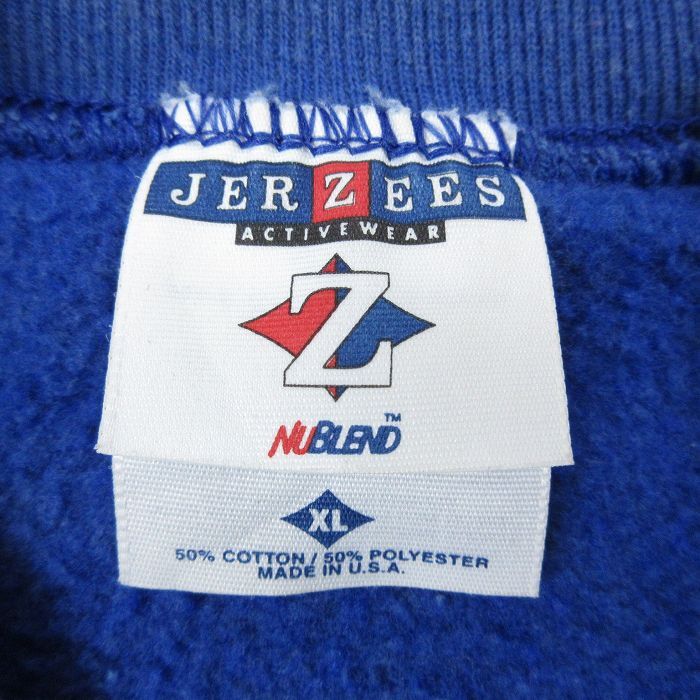 JERZEES
ACTIVEWEAR
Z
NUBLEND™
XL
50% COTTON / 50% POLYESTER
MADE IN U.S.A.